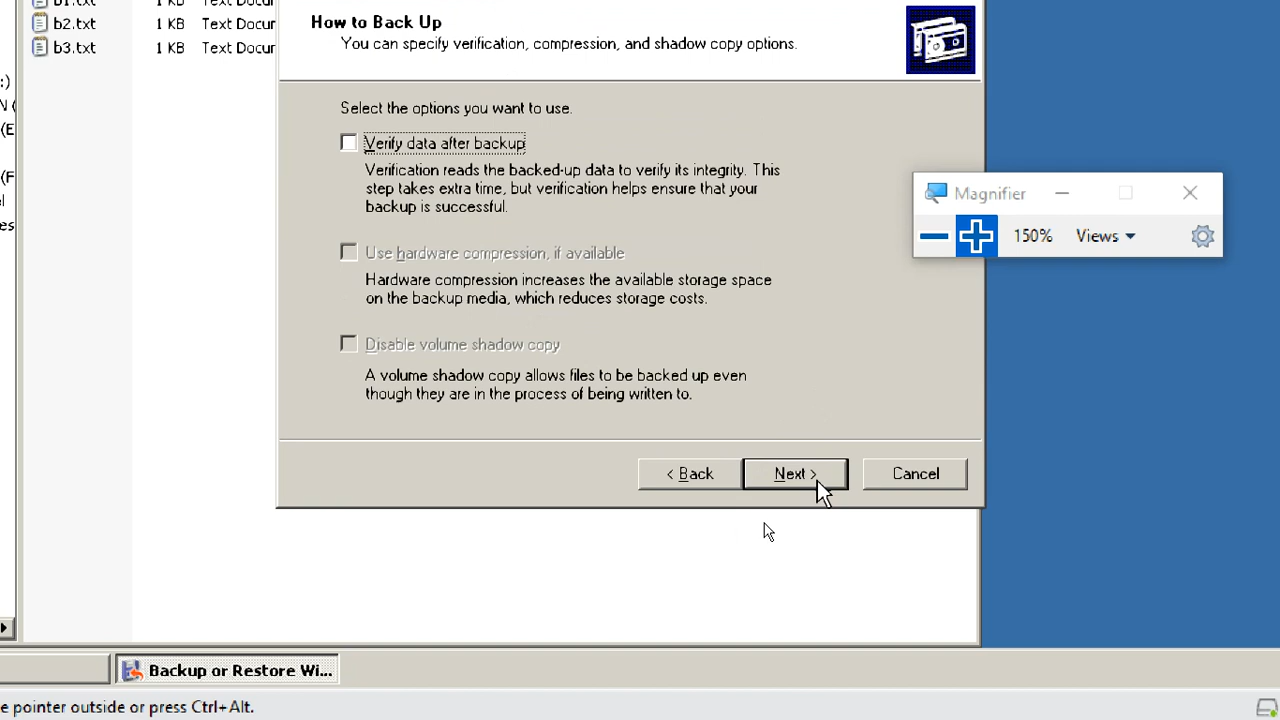 b1.txt 1 KB Text Docur
b2.txt 1 KB Text Docur
b3.txt 1 KB Text Docur
:)
N (
(E
(F
el
es
How to Back Up
You can specify verification, compression, and shadow copy options.
Select the options you want to use.
Verify data after backup
Verification reads the backed-up data to verify its integrity. This
step takes extra time, but verification helps ensure that your
backup is successful.
Use hardware compression, if available
Hardware compression increases the available storage space
on the backup media, which reduces storage costs.
Disable volume shadow copy
A volume shadow copy allows files to be backed up even
though they are in the process of being written to.
< Back
Next >
Cancel
Magnifier
150% Views
Backup or Restore Wi...
e pointer outside or press Ctrl+Alt.